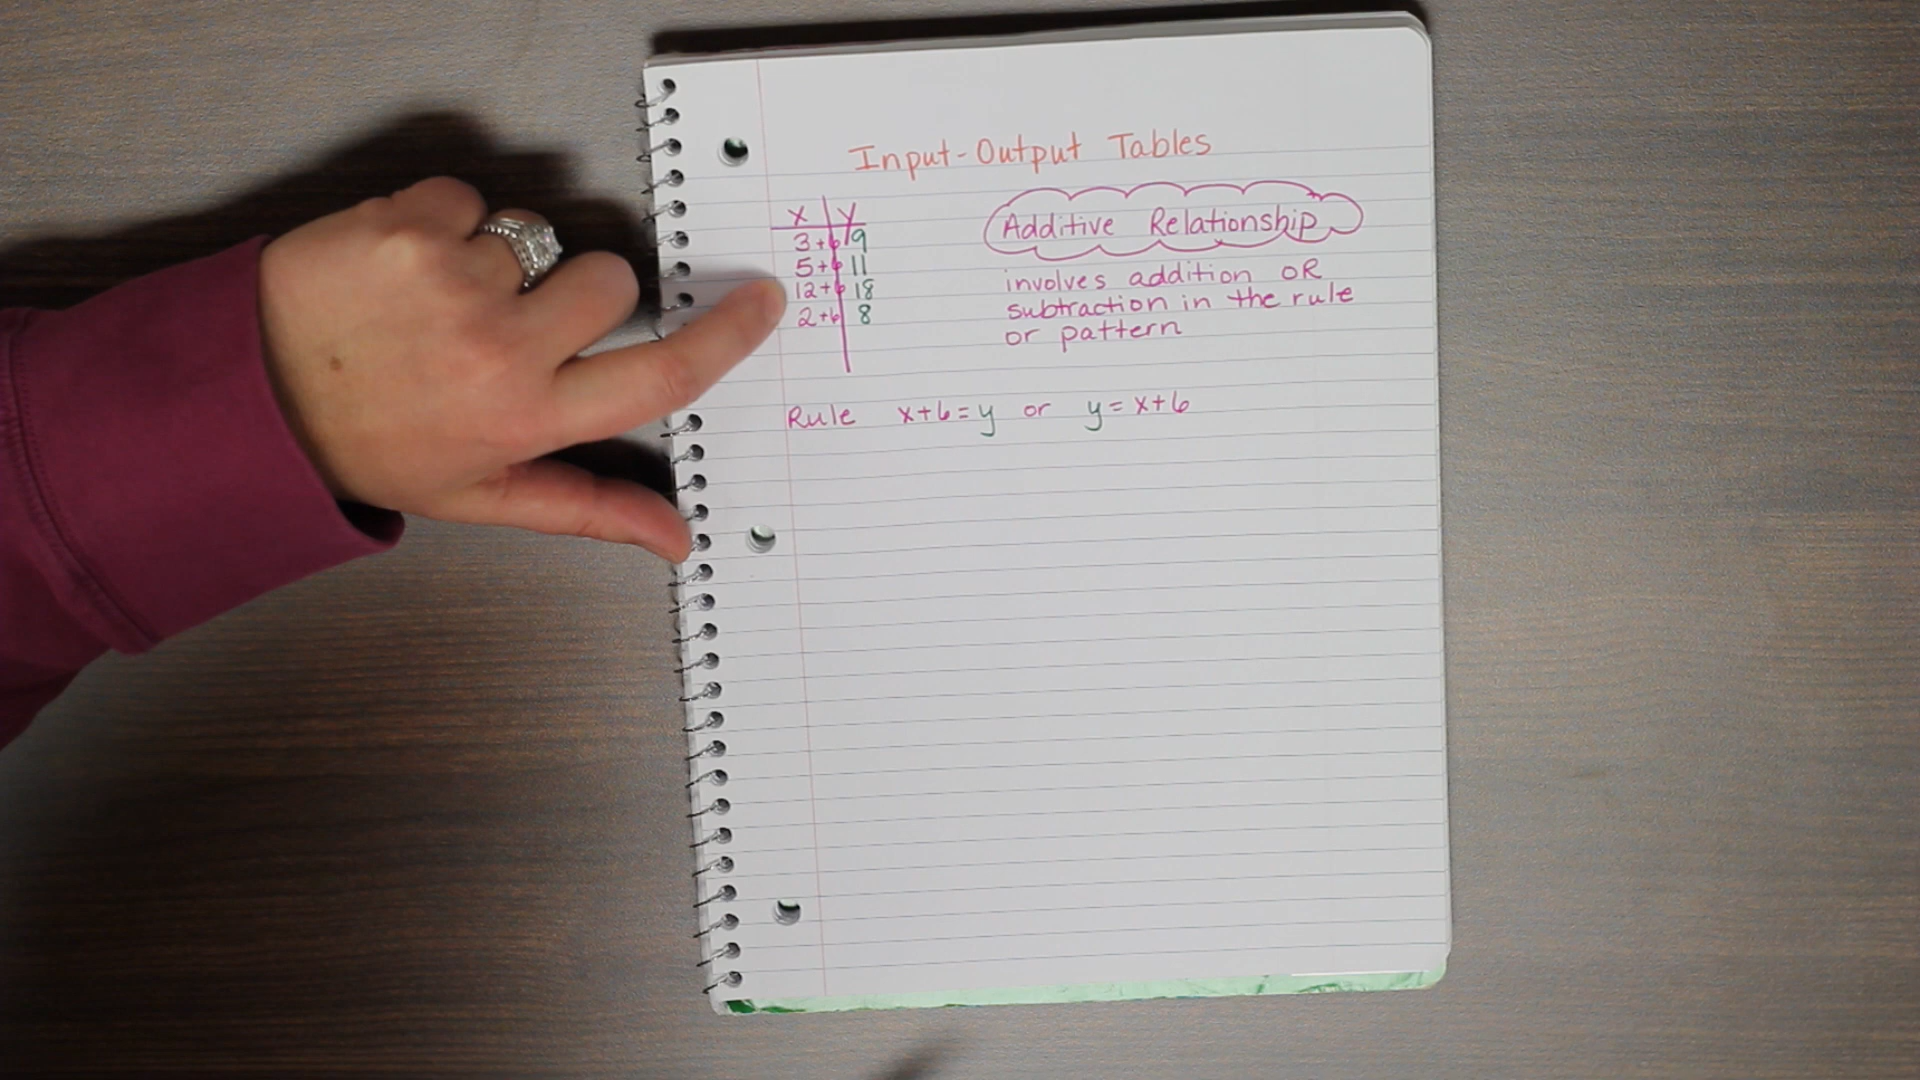 Input-Output Tables
x y
3+6 9
5+6 11
12+6 18
2+6 8
Additive Relationship
involves addition OR
subtraction in the rule
or pattern
Rule x+6=y or y=x+6